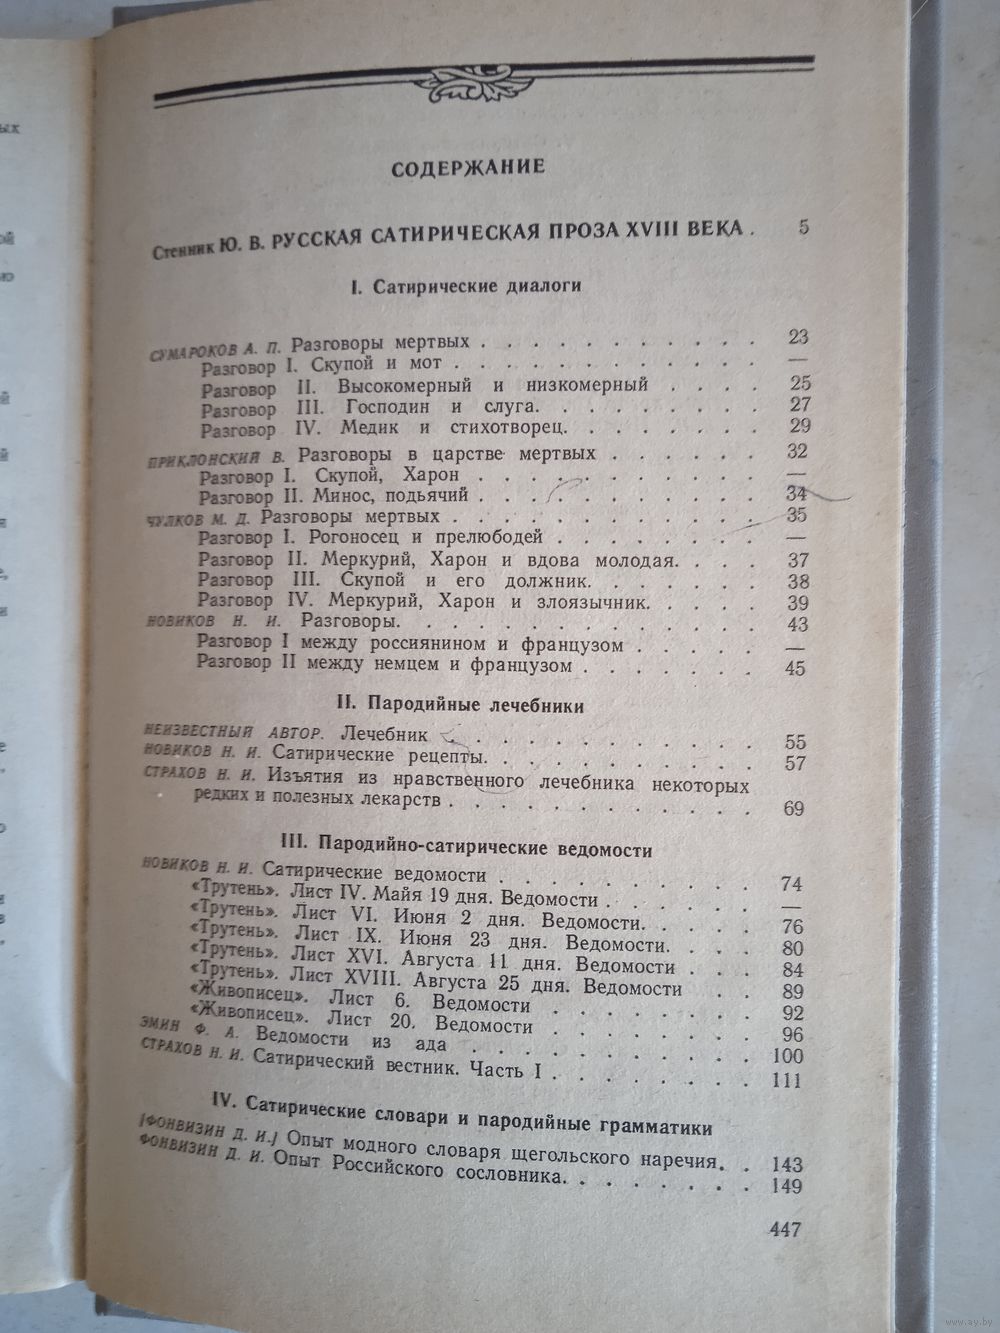 ых
ой
ью
ой
й
я
е,
и
е
"
о
и
в
"
СОДЕРЖАНИЕ
Стенник Ю. В. РУССКАЯ САТИРИЧЕСКАЯ ПРОЗА XVIII ВЕКА . 5
I. Сатирические диалоги
СУМАРОКОВ А. П. Разговоры мертвых . . . . . . . . . . . 23
Разговор I. Скупой и мот . . . . . . . . . . . . —
Разговор II. Высокомерный и низкомерный . . . . 25
Разговор III. Господин и слуга. . . . . . . . . 27
Разговор IV. Медик и стихотворец. . . . . . . . 29
ПРИКЛОНСКИЙ В. Разговоры в царстве мертвых . . . . . . 32
Разговор I. Скупой, Харон . . . . . . . . . . . —
Разговор II. Минос, подьячий . . . . . . . . . . . 34
ЧУЛКОВ М. Д. Разговоры мертвых . . . . . . . . . . . . 35
Разговор I. Рогоносец и прелюбодей . . . . . . . . —
Разговор II. Меркурий, Харон и вдова молодая. . . . 37
Разговор III. Скупой и его должник. . . . . . . 38
Разговор IV. Меркурий, Харон и злоязычник. . . . . 39
НОВИКОВ Н. И. Разговоры. . . . . . . . . . . . . . 43
Разговор I между россиянином и французом . . . . . —
Разговор II между немцем и французом . . . . . . . 45
II. Пародийные лечебники
НЕИЗВЕСТНЫЙ АВТОР. Лечебник . . . . . . . . . . . . 55
НОВИКОВ Н. И. Сатирические рецепты. . . . . . . . . . . 57
СТРАХОВ Н. И. Изъятия из нравственного лечебника некоторых
редких и полезных лекарств . . . . . . . . . . . . 69
III. Пародийно-сатирические ведомости
НОВИКОВ Н. И. Сатирические ведомости . . . . . . . . . . 74
«Трутень». Лист IV. Майя 19 дня. Ведомости . . . . . . —
«Трутень». Лист VI. Июня 2 дня. Ведомости. . . . . 76
«Трутень». Лист IX. Июня 23 дня. Ведомости. . . . 80
«Трутень». Лист XVI. Августа 11 дня. Ведомости . . . 84
«Трутень». Лист XVIII. Августа 25 дня. Ведомости . . 89
«Живописец». Лист 6. Ведомости . . . . . . . . 92
«Живописец». Лист 20. Ведомости . . . . . . . . 96
ЭМИН Ф. А. Ведомости из ада . . . . . . . . . . . . 100
СТРАХОВ Н. И. Сатирический вестник. Часть I . . . . . . . . 111
IV. Сатирические словари и пародийные грамматики
[ФОНВИЗИН Д. И.] Опыт модного словаря щегольского наречия. . 143
ФОНВИЗИН Д. И. Опыт Российского сословника. . . . . . . . 149
447
www.ay.by